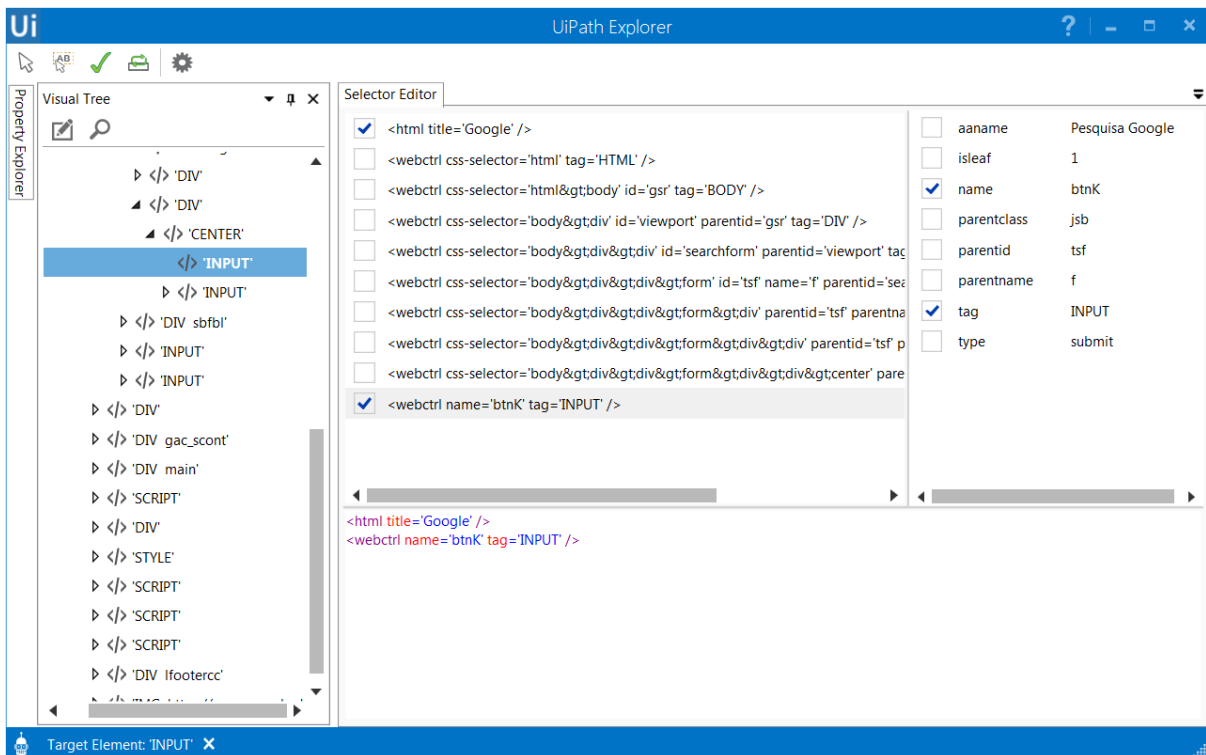 Ui UiPath Explorer ?
AB
Property Explorer
Visual Tree
'DIV'
'DIV'
'CENTER'
'INPUT'
'INPUT'
'DIV sbfbl'
'INPUT'
'INPUT'
'DIV'
'DIV gac_scont'
'DIV main'
'SCRIPT'
'DIV'
'STYLE'
'SCRIPT'
'SCRIPT'
'SCRIPT'
'DIV lfootercc'
Selector Editor
<html title='Google' />
<webctrl css-selector='html' tag='HTML' />
<webctrl css-selector='html&gt;body' id='gsr' tag='BODY' />
<webctrl css-selector='body&gt;div' id='viewport' parentid='gsr' tag='DIV' />
<webctrl css-selector='body&gt;div&gt;div' id='searchform' parentid='viewport' tag
<webctrl css-selector='body&gt;div&gt;div&gt;form' id='tsf' name='f' parentid='sea
<webctrl css-selector='body&gt;div&gt;div&gt;form&gt;div' parentid='tsf' parentna
<webctrl css-selector='body&gt;div&gt;div&gt;form&gt;div&gt;div' parentid='tsf' p
<webctrl css-selector='body&gt;div&gt;div&gt;form&gt;div&gt;div&gt;center' pare
<webctrl name='btnK' tag='INPUT' />
aaname Pesquisa Google
isleaf 1
name btnK
parentclass jsb
parentid tsf
parentname f
tag INPUT
type submit
<html title='Google' />
<webctrl name='btnK' tag='INPUT' />
Target Element: 'INPUT'